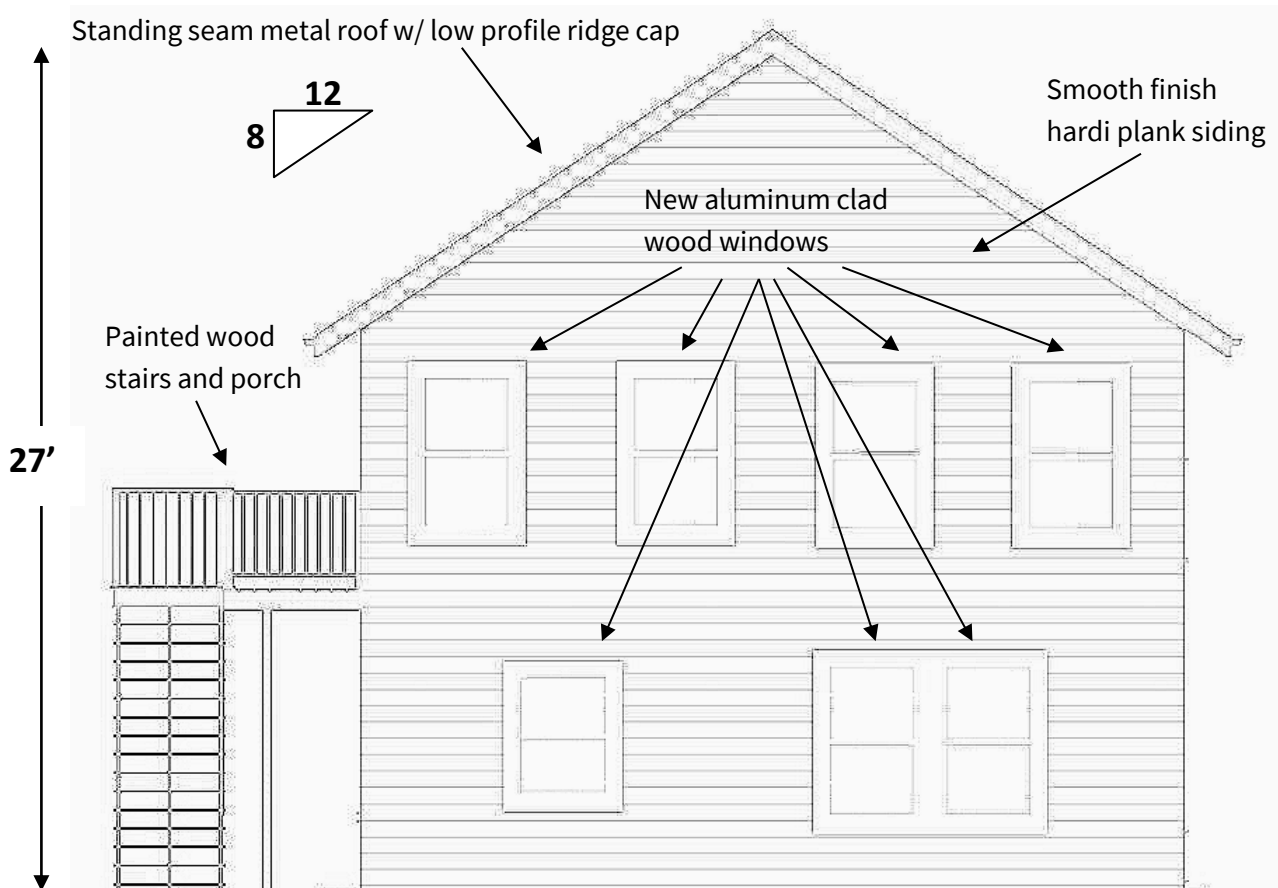 Standing seam metal roof w/ low profile ridge cap
12
8
Smooth finish
hardi plank siding
New aluminum clad
wood windows
Painted wood
stairs and porch
27’